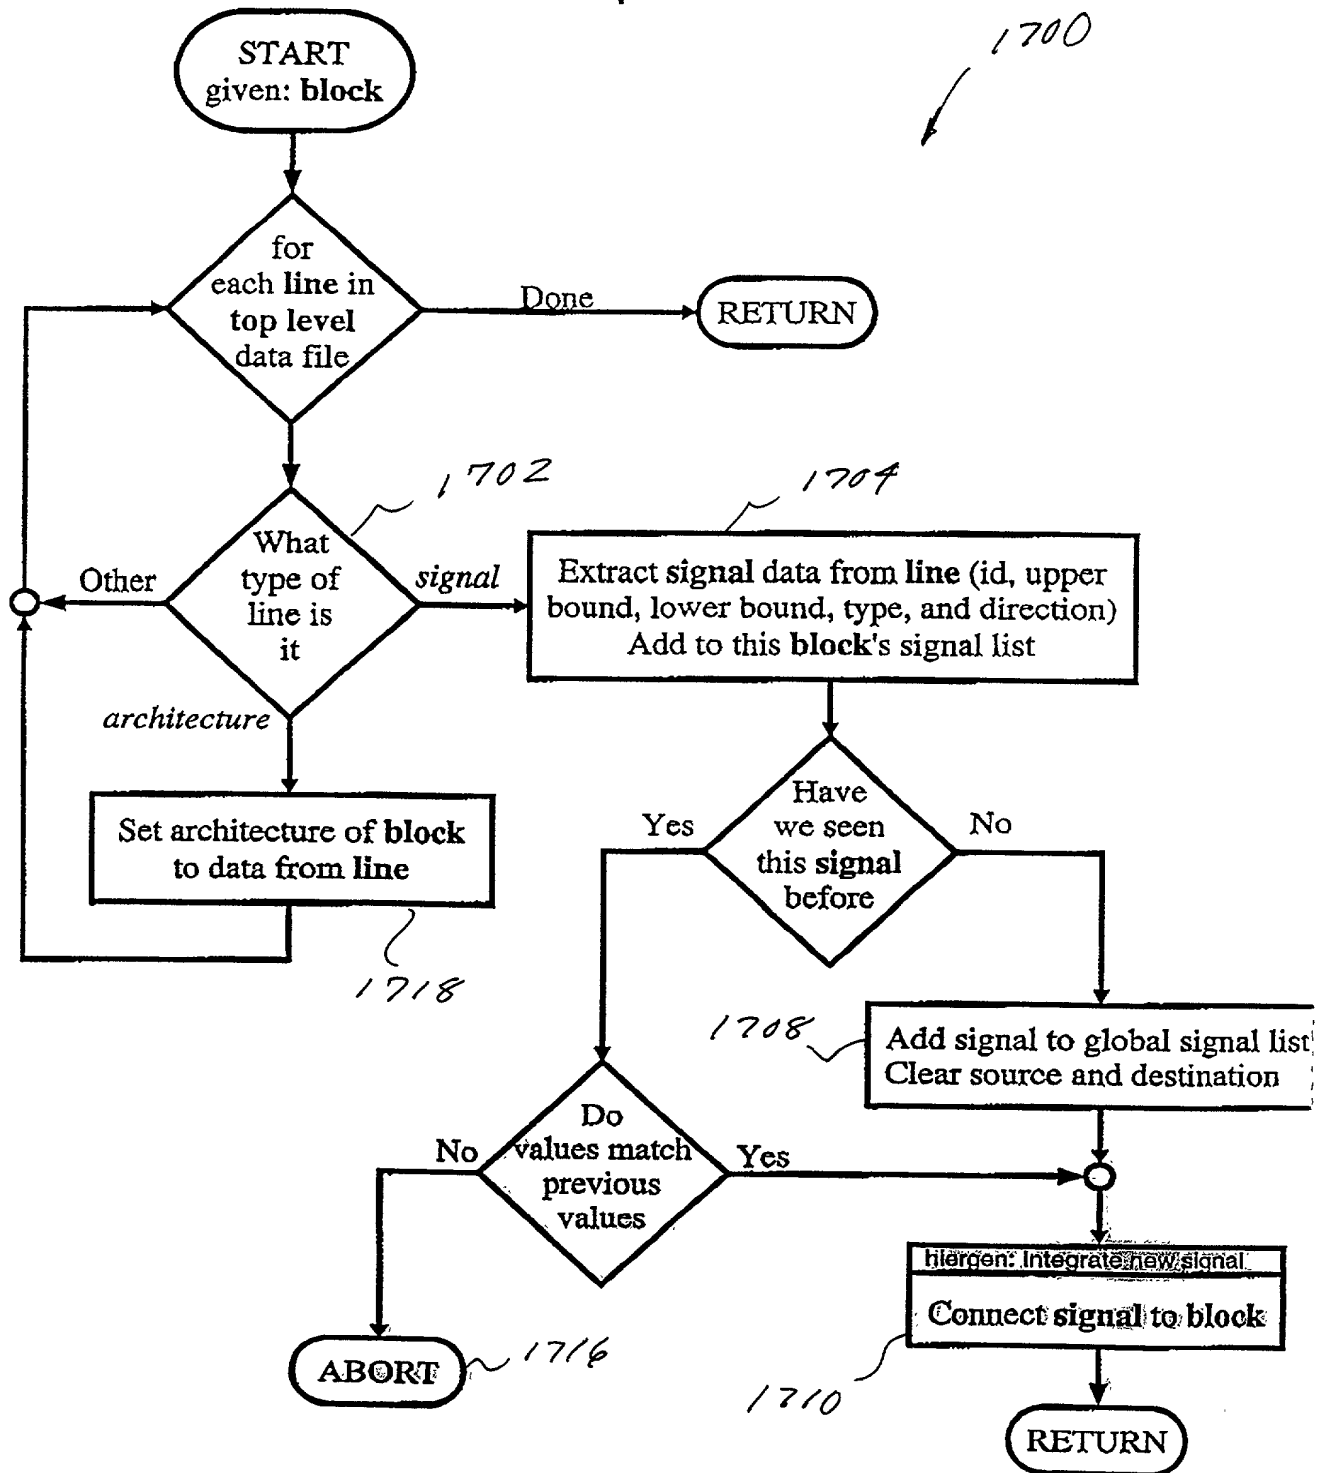 1700
START
given: block
for
each line in
top level
data file
Done
RETURN
1702
What
type of
line is
it
Other
signal
architecture
1704
Extract signal data from line (id, upper
bound, lower bound, type, and direction)
Add to this block's signal list
Set architecture of block
to data from line
1718
Have
we seen
this signal
before
Yes
No
1708
Add signal to global signal list
Clear source and destination
Do
values match
previous
values
No
Yes
hiergen: Integrate new signal
Connect signal to block
1710
ABORT
1716
RETURN